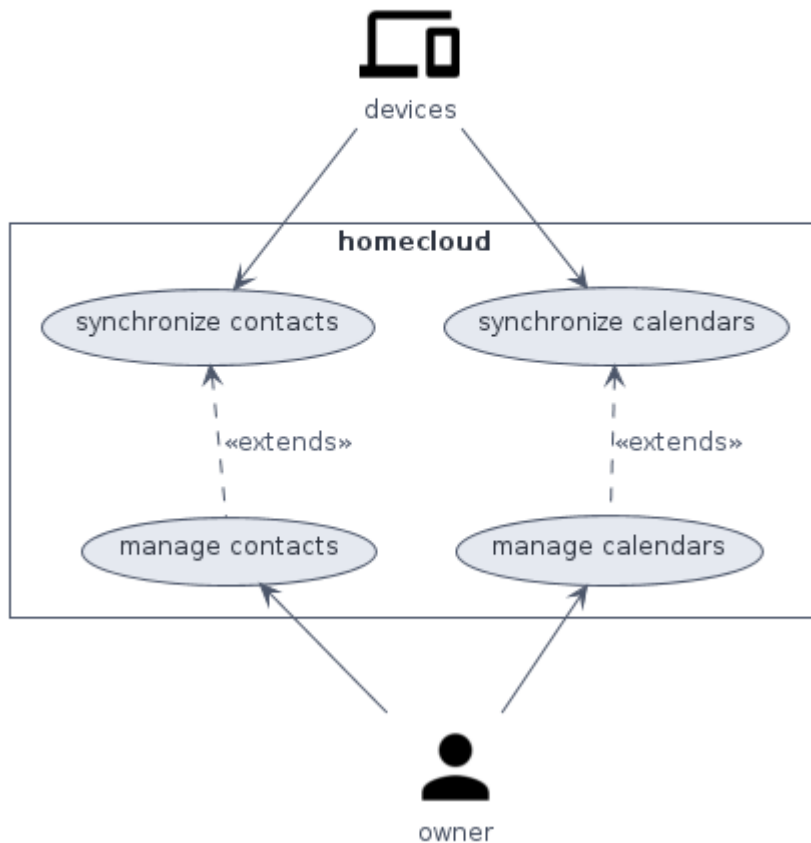 devices
homecloud
synchronize contacts
synchronize calendars
«extends»
«extends»
manage contacts
manage calendars
owner